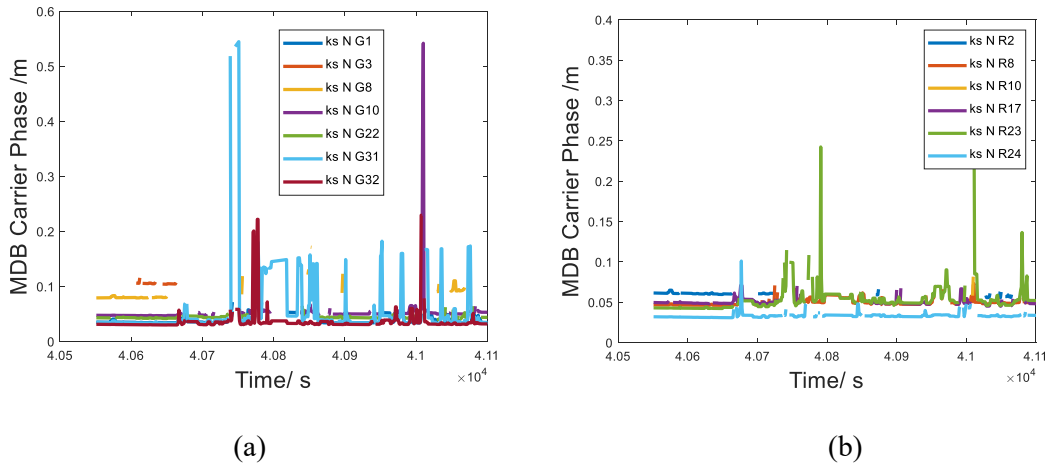 0.6
0.5
0.4
0.3
0.2
0.1
0
MDB Carrier Phase /m
ks N G1
ks N G3
ks N G8
ks N G10
ks N G22
ks N G31
ks N G32
4.05 4.06 4.07 4.08 4.09 4.1 4.11
Time/ s
×10⁴
(a)
0.4
0.35
0.3
0.25
0.2
0.15
0.1
0.05
0
MDB Carrier Phase /m
ks N R2
ks N R8
ks N R10
ks N R17
ks N R23
ks N R24
4.05 4.06 4.07 4.08 4.09 4.1 4.11
Time/ s
×10⁴
(b)